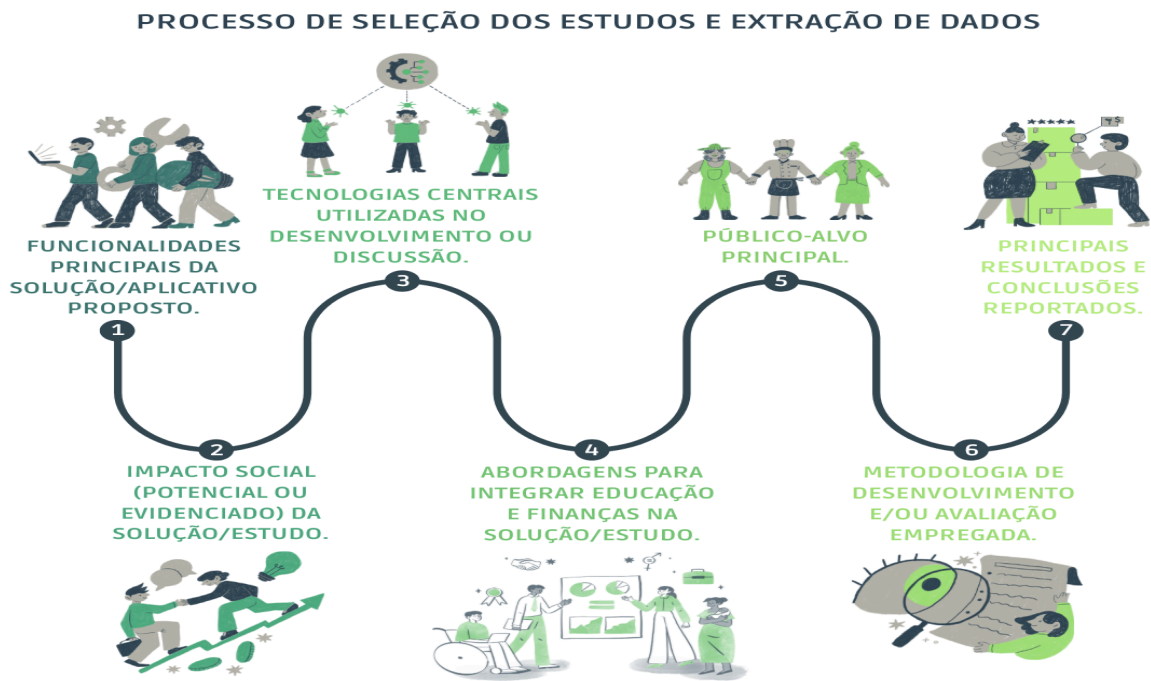 PROCESSO DE SELEÇÃO DOS ESTUDOS E EXTRAÇÃO DE DADOS
FUNCIONALIDADES
PRINCIPAIS DA
SOLUÇÃO/APLICATIVO
PROPOSTO.
1
2
IMPACTO SOCIAL
(POTENCIAL OU
EVIDENCIADO) DA
SOLUÇÃO/ESTUDO.
TECNOLOGIAS CENTRAIS
UTILIZADAS NO
DESENVOLVIMENTO OU
DISCUSSÃO.
3
4
ABORDAGENS PARA
INTEGRAR EDUCAÇÃO
E FINANÇAS NA
SOLUÇÃO/ESTUDO.
PÚBLICO-ALVO
PRINCIPAL.
5
6
METODOLOGIA DE
DESENVOLVIMENTO
E/OU AVALIAÇÃO
EMPREGADA.
PRINCIPAIS
RESULTADOS E
CONCLUSÕES
REPORTADOS.
7